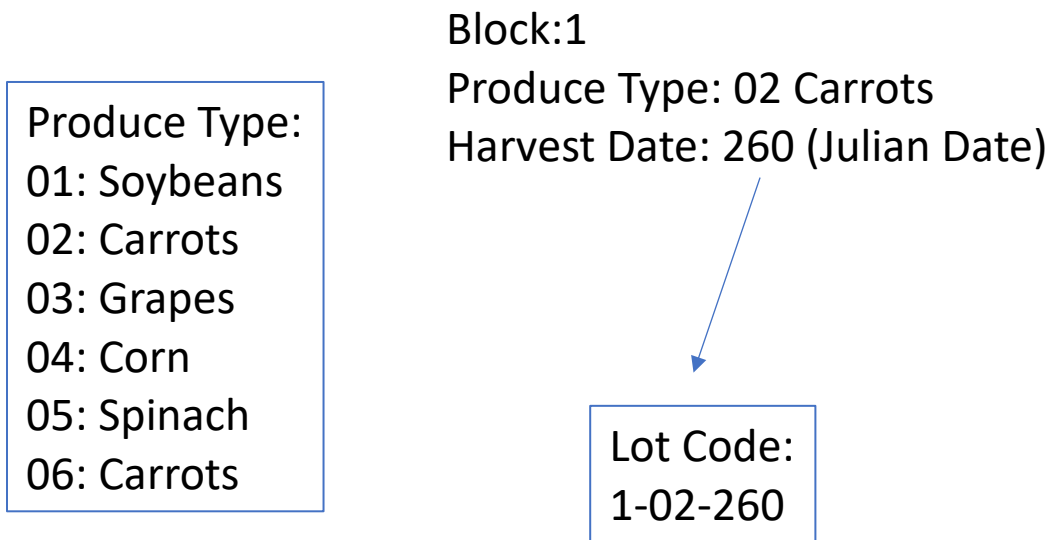 Block:1
Produce Type: 02 Carrots
Harvest Date: 260 (Julian Date)
Produce Type:
01: Soybeans
02: Carrots
03: Grapes
04: Corn
05: Spinach
06: Carrots
Lot Code:
1-02-260